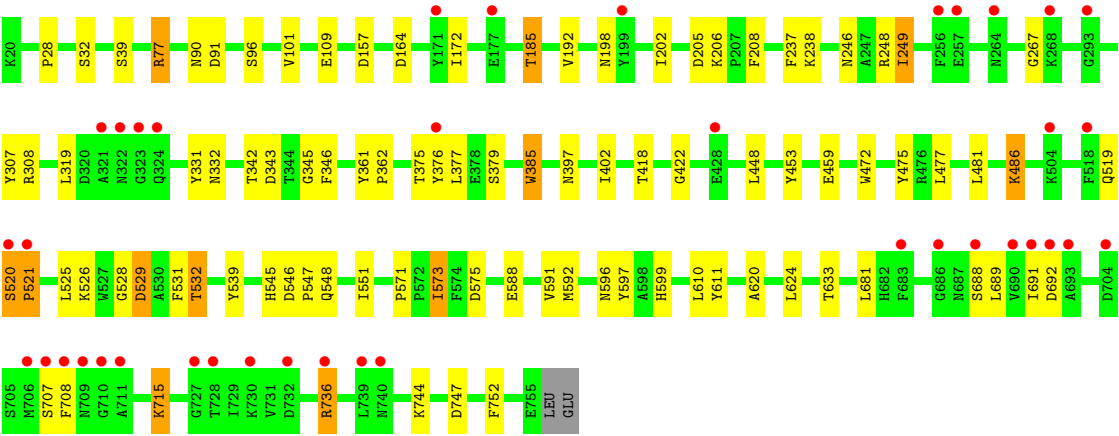 K20 P28 S32 S39 R77 N90 D91 S96 V101 E109 D157 D164 Y171 I172 E177 T185 V192 N198 Y199 I202 D205 K206 P207 F208 F237 K238 N246 A247 R248 I249 F256 E257 N264 G267 K268 G293
Y307 R308 L319 D320 A321 N322 G323 Q324 Y331 N332 T342 D343 T344 G345 F346 Y361 P362 T375 Y376 L377 E378 S379 W385 N397 I402 T418 G422 E428 L448 Y453 E459 W472 Y475 R476 L477 L481 K486 K504 F518 Q519
S520 P521 L525 K526 W527 G528 D529 A530 F531 T532 Y539 H545 D546 P547 Q548 I551 P571 P572 I573 F574 D575 E588 V591 M592 N596 Y597 A598 H599 L610 Y611 A620 L624 T633 L681 H682 F683 G686 N687 S688 L689 V690 I691 D692 A693 D704
S705 M706 S707 F708 N709 G710 A711 K715 G727 T728 I729 K730 V731 D732 R736 L739 N740 K744 D747 F752 E755 LEU GLU